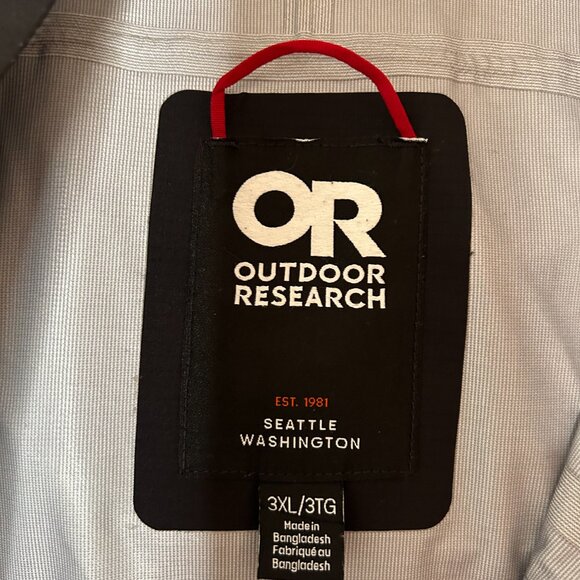 OR
OUTDOOR
RESEARCH
EST. 1981
SEATTLE
WASHINGTON
3XL/3TG
Made in
Bangladesh
Fabriqué au
Bangladesh